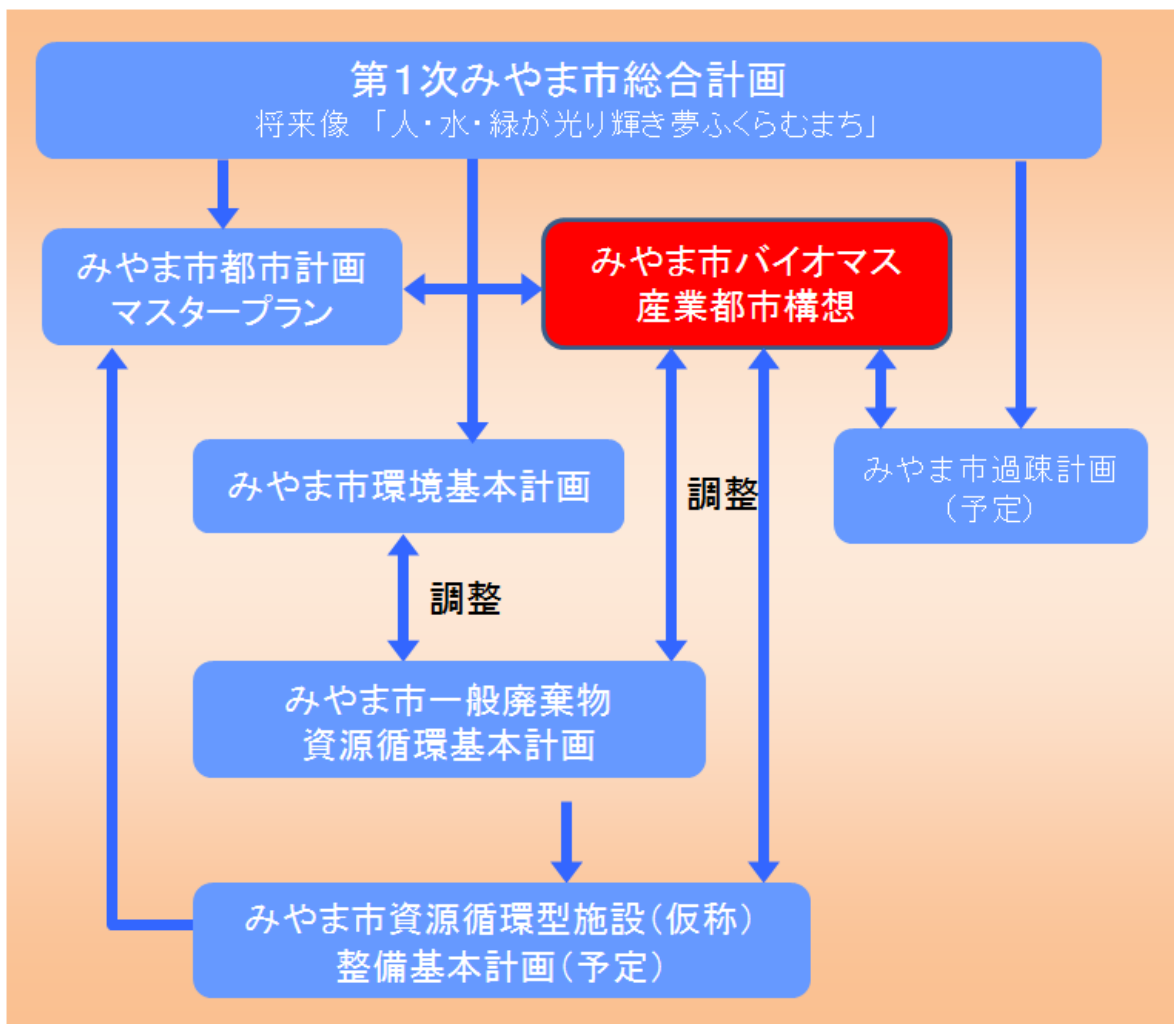 第1次みやま市総合計画
将来像 「人・水・緑が光り輝き夢ふくらむまち」
みやま市都市計画
マスタープラン
みやま市バイオマス
産業都市構想
みやま市環境基本計画
調整
みやま市過疎計画
（予定）
調整
みやま市一般廃棄物
資源循環基本計画
みやま市資源循環型施設（仮称）
整備基本計画（予定）